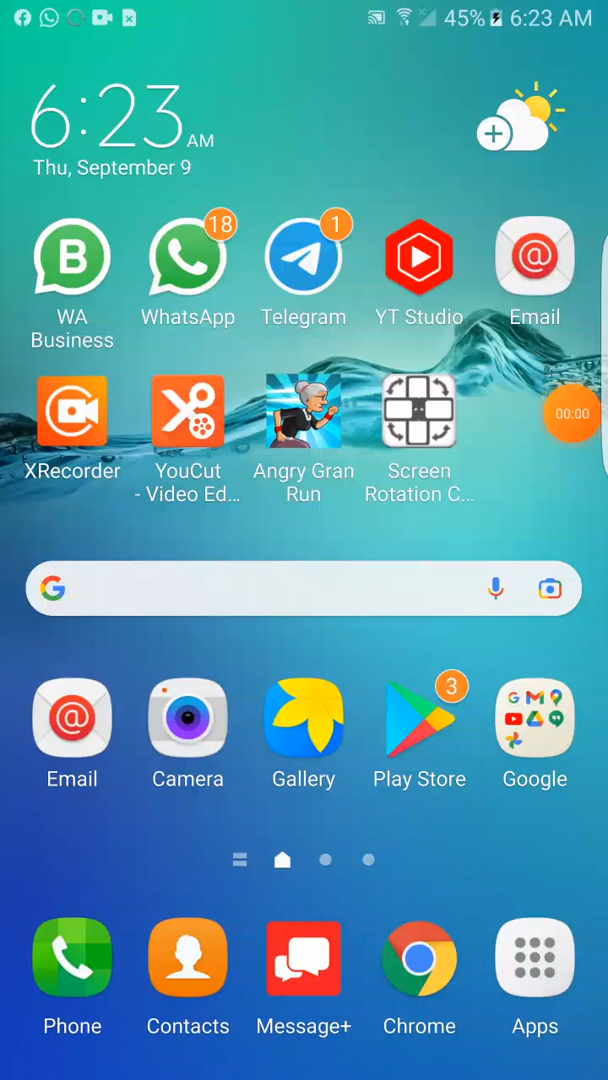 45% 6:23 AM
6:23 AM
Thu, September 9
18
1
B
WA Business
WhatsApp
Telegram
YT Studio
Email
00:00
XRecorder
YouCut - Video Ed...
Angry Gran Run
Screen Rotation C...
3
Email
Camera
Gallery
Play Store
Google
Phone
Contacts
Message+
Chrome
Apps